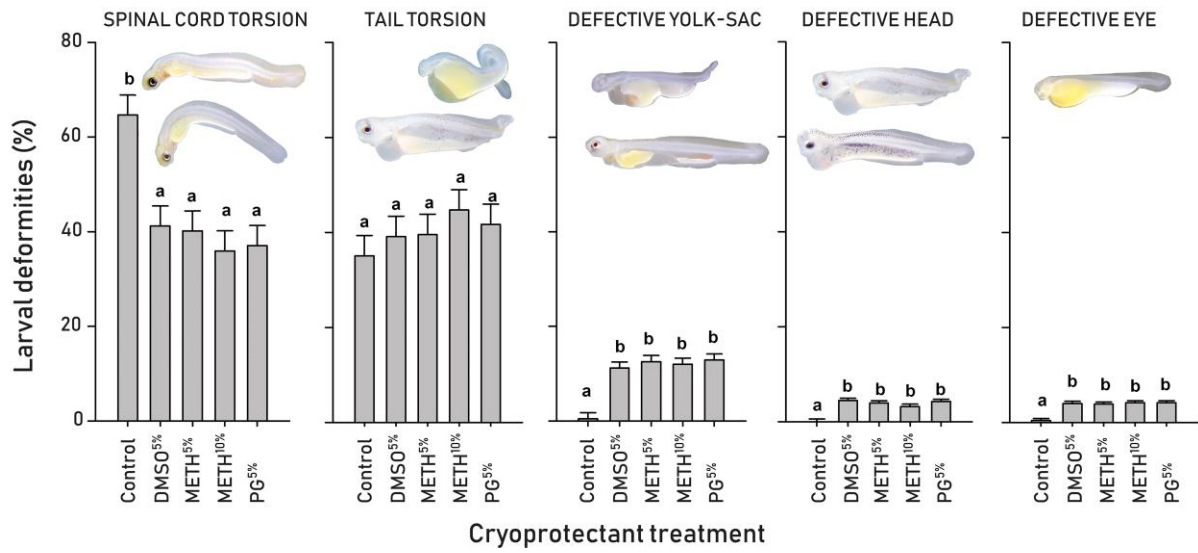 SPINAL CORD TORSION
TAIL TORSION
DEFECTIVE YOLK-SAC
DEFECTIVE HEAD
DEFECTIVE EYE
Larval deformities (%)
80
60
40
20
0
b
a
a
a
a
a
a
a
a
a
a
b
b
b
b
a
b
b
b
b
a
b
b
b
b
Control
DMSO5%
METH5%
METH10%
PG5%
Control
DMSO5%
METH5%
METH10%
PG5%
Control
DMSO5%
METH5%
METH10%
PG5%
Control
DMSO5%
METH5%
METH10%
PG5%
Control
DMSO5%
METH5%
METH10%
PG5%
Cryoprotectant treatment